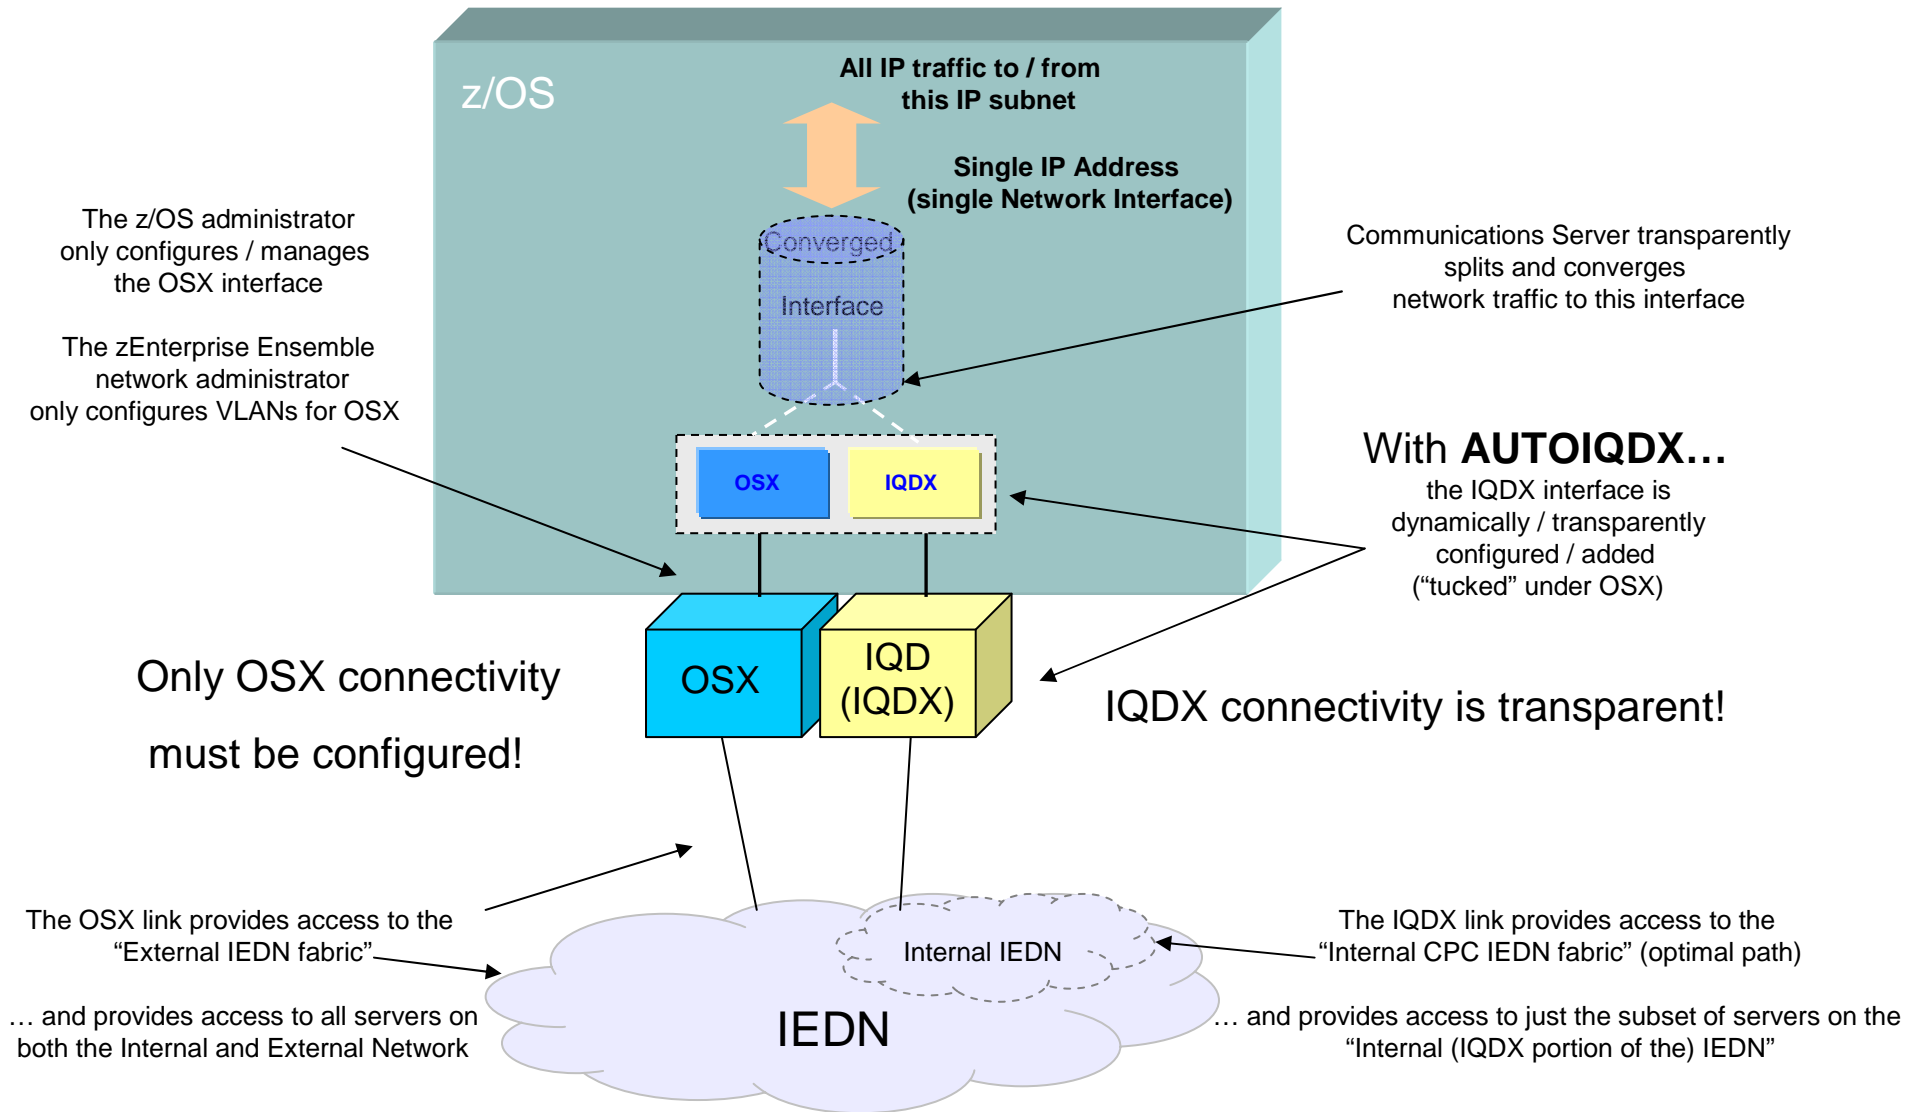 z/OS
All IP traffic to / from
this IP subnet
Single IP Address
(single Network Interface)
Converged
Interface
The z/OS administrator
only configures / manages
the OSX interface
The zEnterprise Ensemble
network administrator
only configures VLANs for OSX
Communications Server transparently
splits and converges
network traffic to this interface
OSX
IQDX
With AUTOIQDX…
the IQDX interface is
dynamically / transparently
configured / added
(“tucked” under OSX)
OSX
IQD
(IQDX)
Only OSX connectivity
must be configured!
IQDX connectivity is transparent!
The OSX link provides access to the
“External IEDN fabric”
… and provides access to all servers on
both the Internal and External Network
Internal IEDN
IEDN
The IQDX link provides access to the
“Internal CPC IEDN fabric” (optimal path)
… and provides access to just the subset of servers on the
“Internal (IQDX portion of the) IEDN”